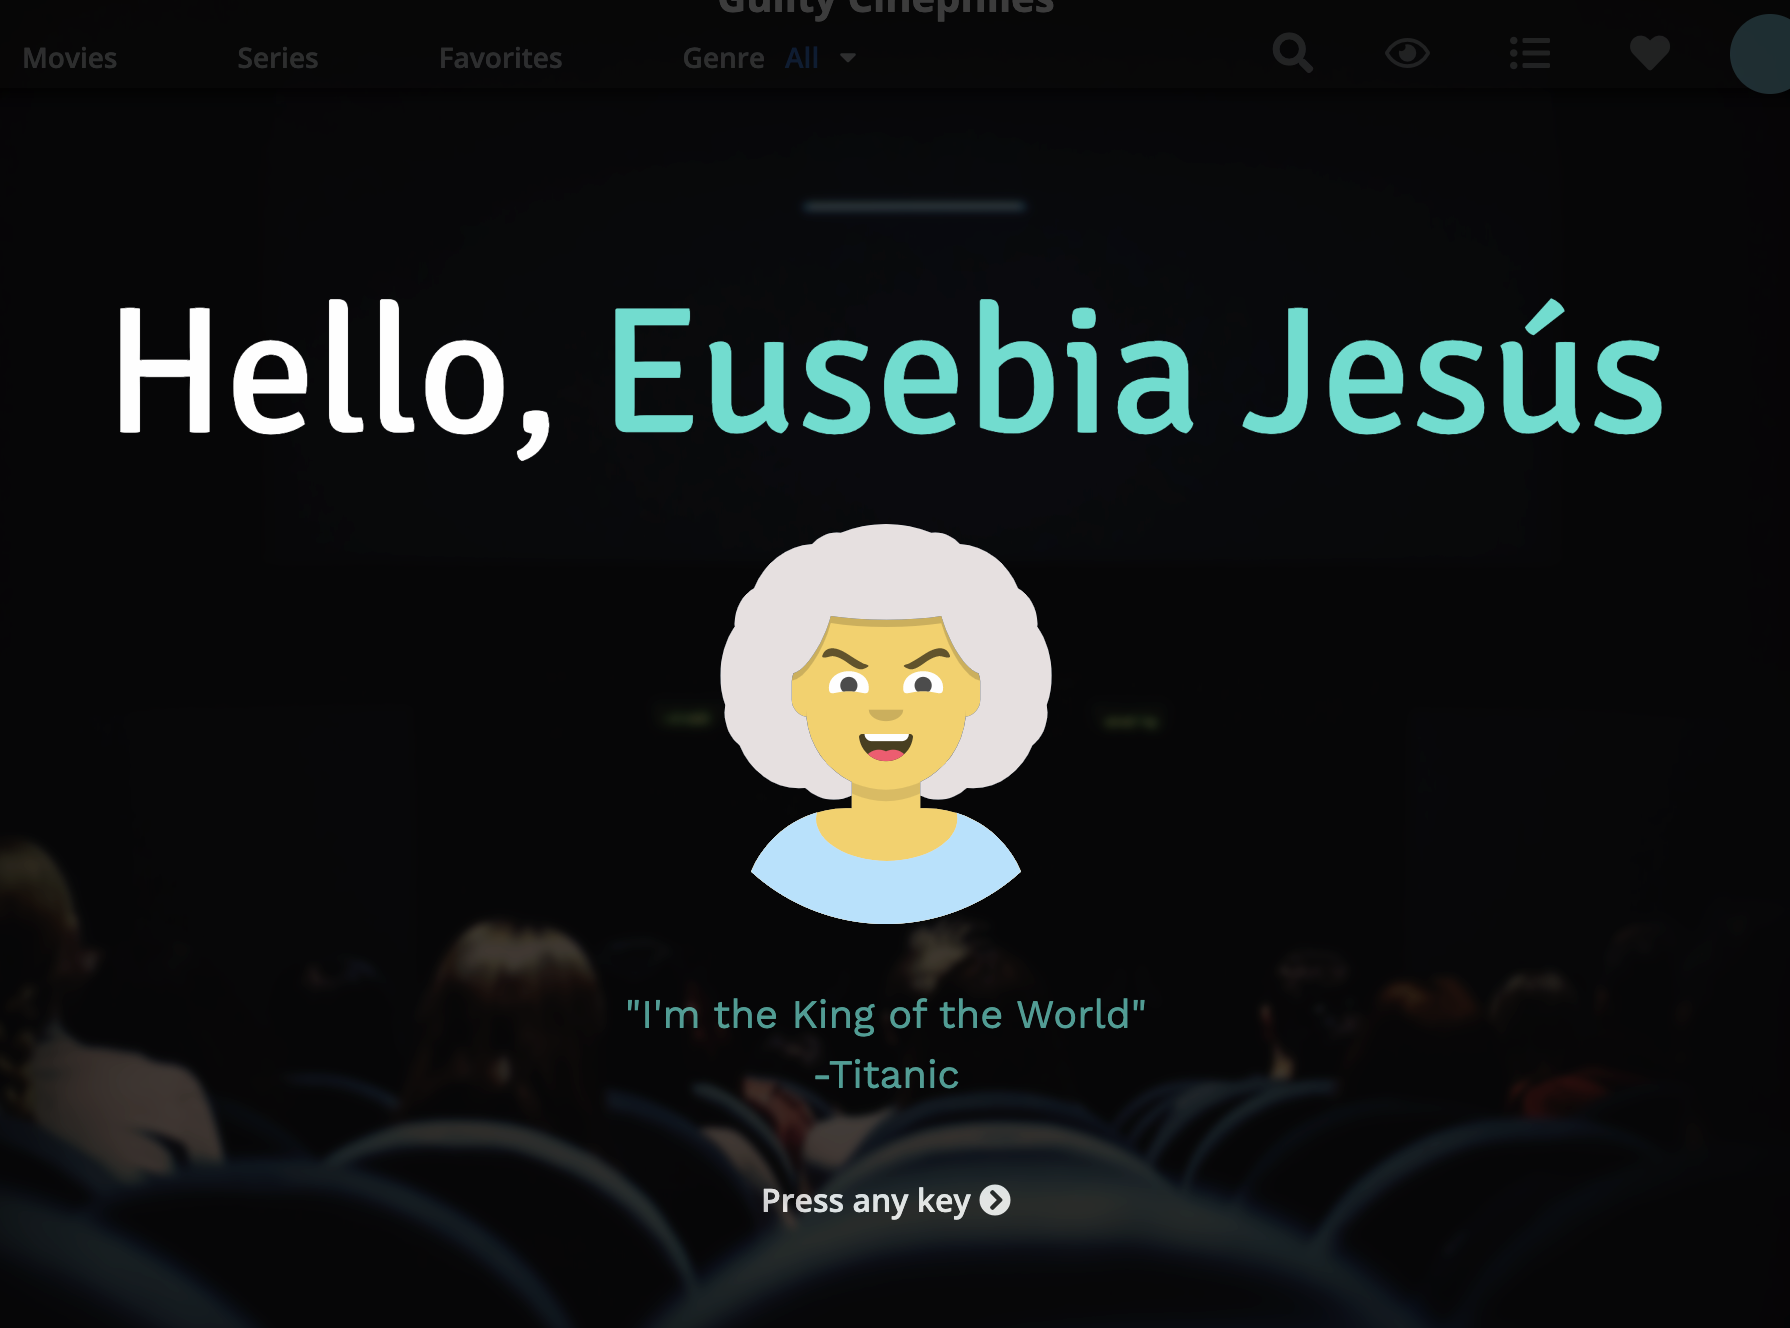 Guilty Cinephiles
Movies Series Favorites Genre All
Hello, Eusebia Jesús
"I'm the King of the World"
-Titanic
Press any key